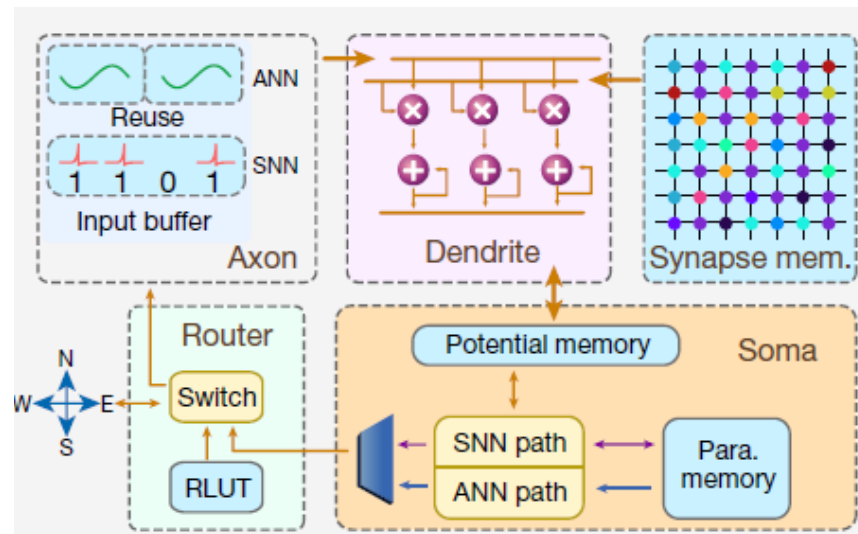 ANN
Reuse
SNN
1 1 0 1
Input buffer
Axon
Dendrite
Synapse mem.
Router
Switch
RLUT
N
W E
S
Potential memory
Soma
SNN path
ANN path
Para.
memory